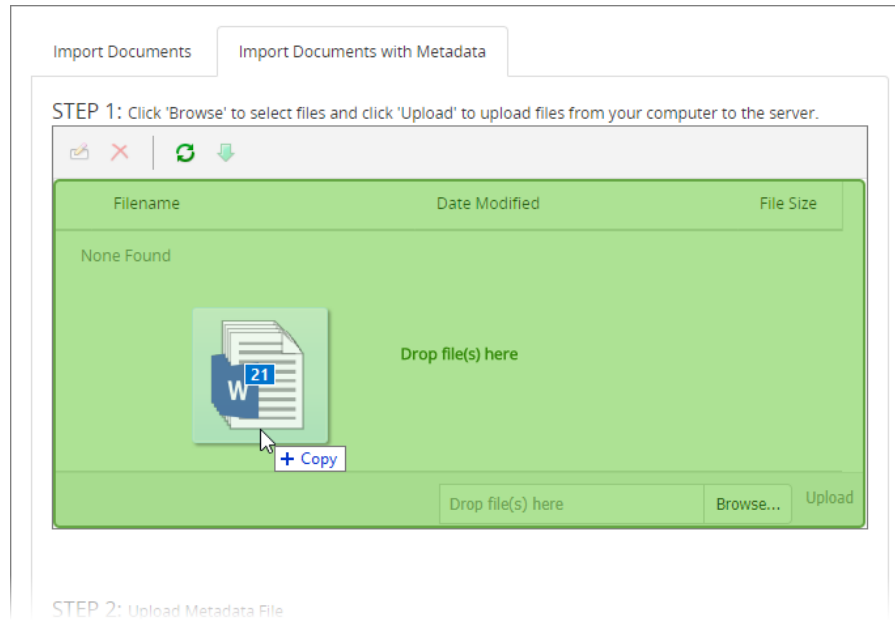 Import Documents
Import Documents with Metadata
STEP 1: Click 'Browse' to select files and click 'Upload' to upload files from your computer to the server.
Filename Date Modified File Size
None Found
W 21
Drop file(s) here
+ Copy
Drop file(s) here Browse... Upload
STEP 2: Upload Metadata File